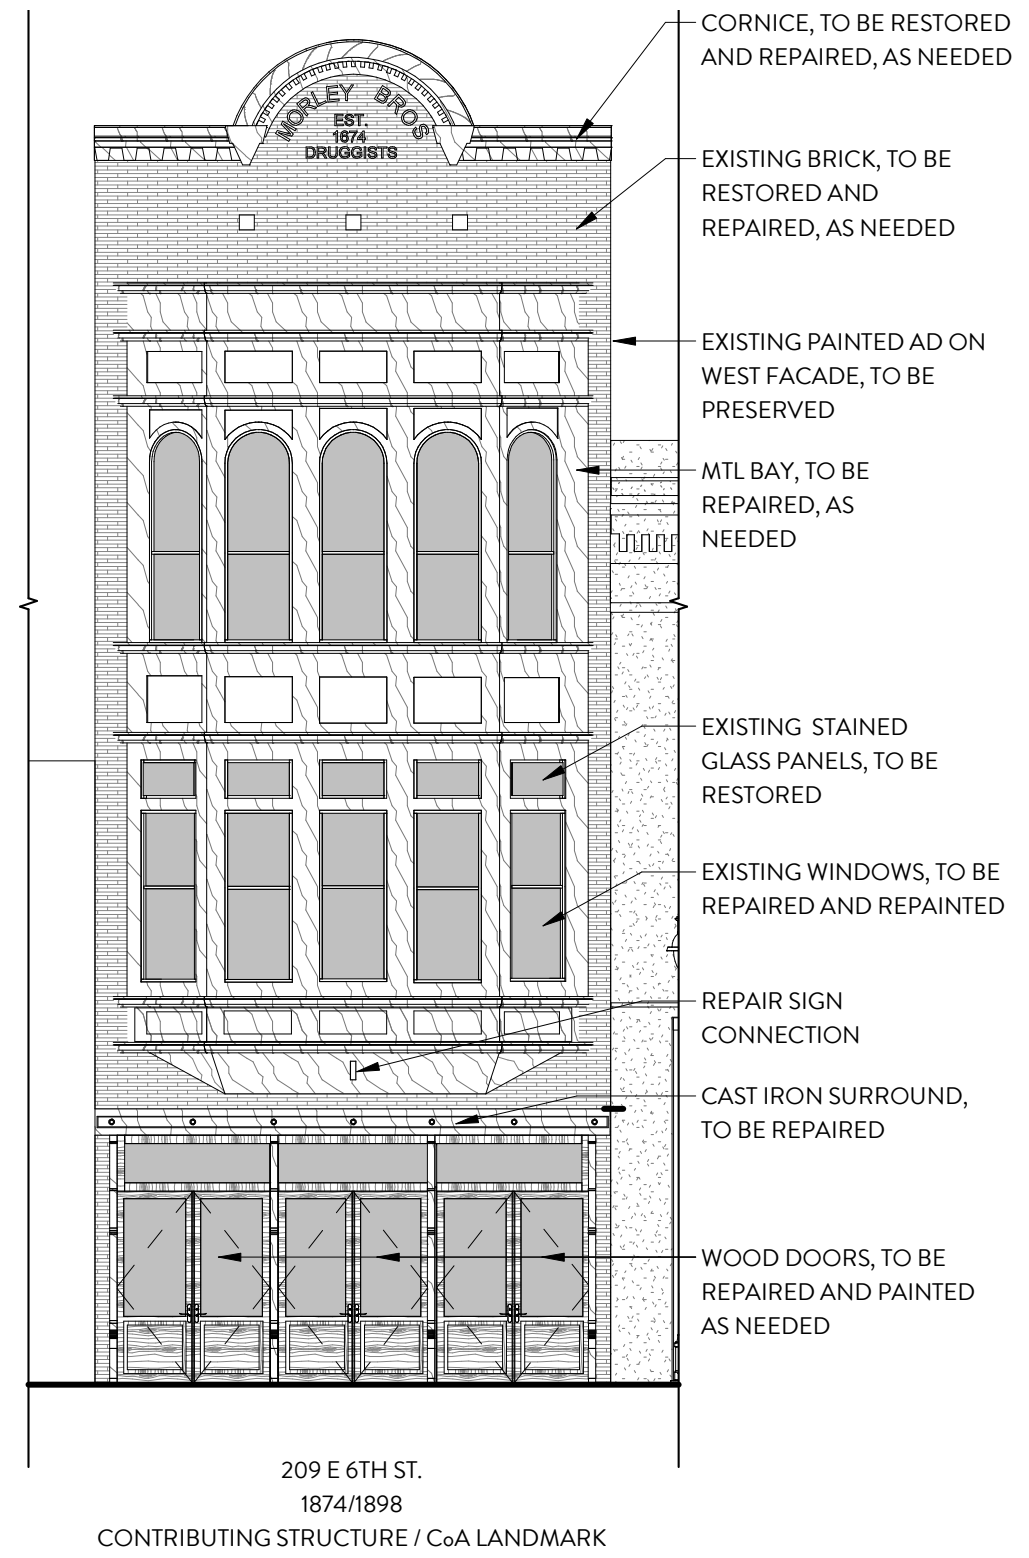 CORNICE, TO BE RESTORED
AND REPAIRED, AS NEEDED
MORLEY BROS
EST.
1674
DRUGGISTS
EXISTING BRICK, TO BE
RESTORED AND
REPAIRED, AS NEEDED
EXISTING PAINTED AD ON
WEST FACADE, TO BE
PRESERVED
MTL BAY, TO BE
REPAIRED, AS
NEEDED
EXISTING STAINED
GLASS PANELS, TO BE
RESTORED
EXISTING WINDOWS, TO BE
REPAIRED AND REPAINTED
REPAIR SIGN
CONNECTION
CAST IRON SURROUND,
TO BE REPAIRED
WOOD DOORS, TO BE
REPAIRED AND PAINTED
AS NEEDED
209 E 6TH ST.
1874/1898
CONTRIBUTING STRUCTURE / CoA LANDMARK